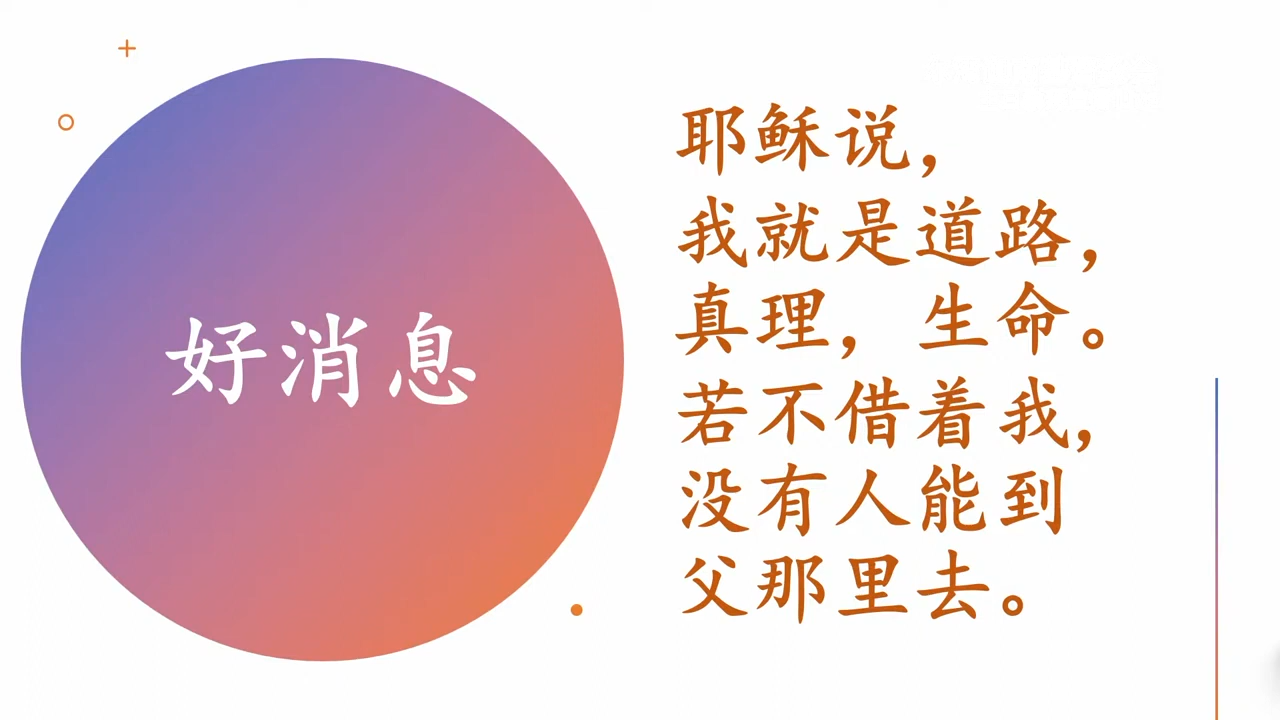 好消息
耶稣说，
我就是道路，
真理，生命。
若不借着我，
没有人能到
父那里去。